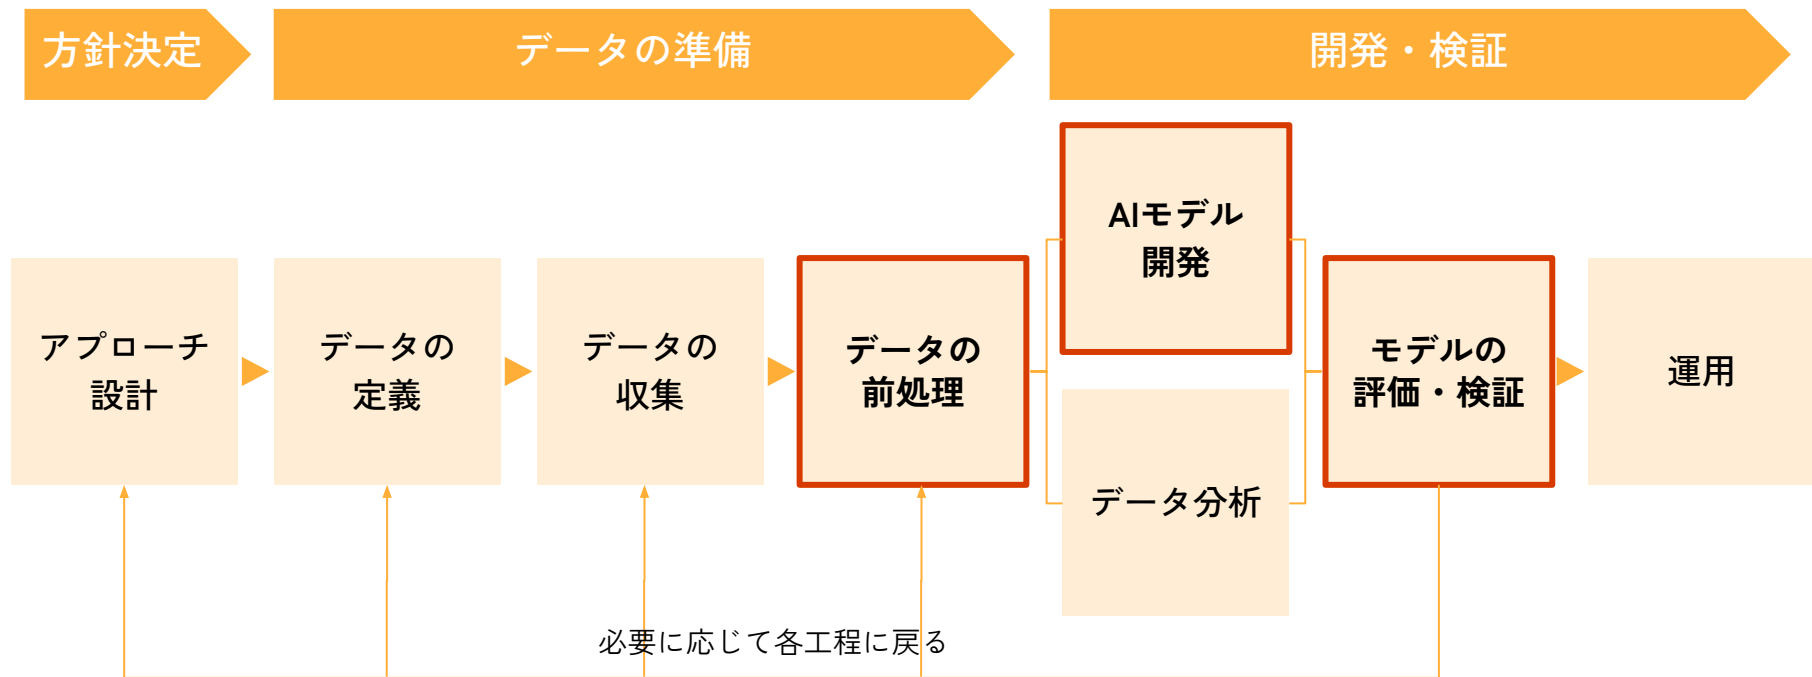 方針決定
データの準備
開発・検証
アプローチ
設計
データの
定義
データの
収集
データの
前処理
AIモデル
開発
データ分析
モデルの
評価・検証
運用
必要に応じて各工程に戻る